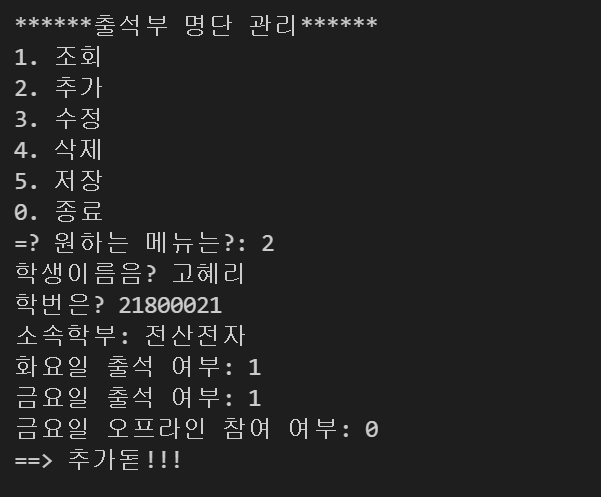 ******출석부 명단 관리******
1. 조회
2. 추가
3. 수정
4. 삭제
5. 저장
0. 종료
=? 원하는 메뉴는?: 2
학생이름음? 고혜리
학번은? 21800021
소속학부: 전산전자
화요일 출석 여부: 1
금요일 출석 여부: 1
금요일 오프라인 참여 여부: 0
==> 추가돋!!!